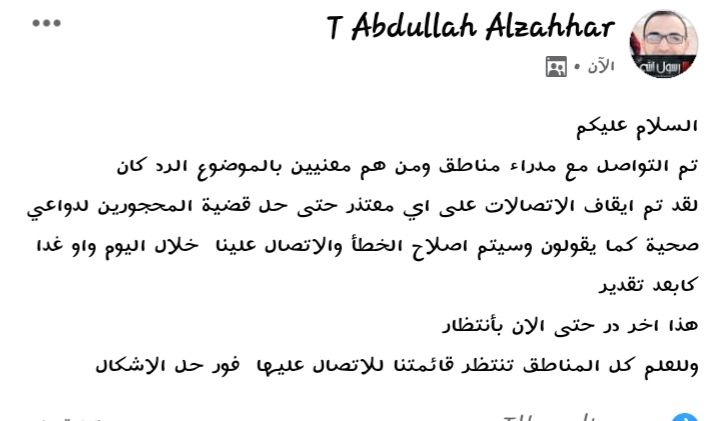 T Abdullah Alzahhar
الآن
رسول الله
السلام عليكم
تم التواصل مع مدراء مناطق ومن هم معنيين بالموضوع الرد كان
لقد تم ايقاف الاتصالات على اي معتذر حتى حل قضية المحجورين لدواعي
صحية كما يقولون وسيتم اصلاح الخطأ والاتصال علينا خلال اليوم واو غدا
كابعد تقدير
هذا اخر در حتى الان بأنتظار
وللعلم كل المناطق تنتظر قائمتنا للاتصال عليها فور حل الاشكال